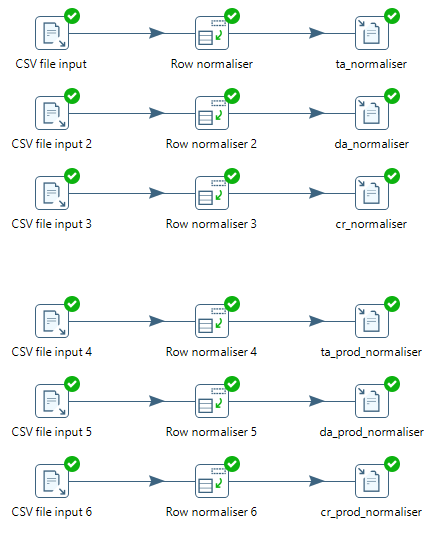 CSV file input
Row normaliser
ta_normaliser
CSV file input 2
Row normaliser 2
da_normaliser
CSV file input 3
Row normaliser 3
cr_normaliser
CSV file input 4
Row normaliser 4
ta_prod_normaliser
CSV file input 5
Row normaliser 5
da_prod_normaliser
CSV file input 6
Row normaliser 6
cr_prod_normaliser